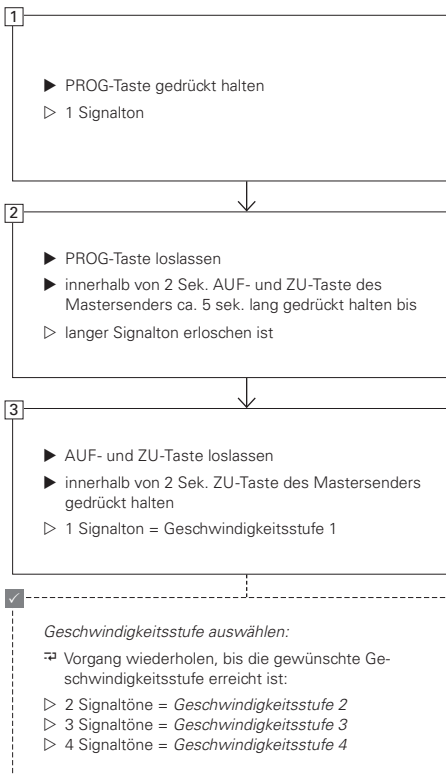 1
▶ PROG-Taste gedrückt halten
▷ 1 Signalton
2
▶ PROG-Taste loslassen
▶ innerhalb von 2 Sek. AUF- und ZU-Taste des
Mastersenders ca. 5 sek. lang gedrückt halten bis
▷ langer Signalton erloschen ist
3
▶ AUF- und ZU-Taste loslassen
▶ innerhalb von 2 Sek. ZU-Taste des Mastersenders
gedrückt halten
▷ 1 Signalton = Geschwindigkeitsstufe 1
✓
Geschwindigkeitsstufe auswählen:
Vorgang wiederholen, bis die gewünschte Ge-
schwindigkeitsstufe erreicht ist:
▷ 2 Signaltöne = Geschwindigkeitsstufe 2
▷ 3 Signaltöne = Geschwindigkeitsstufe 3
▷ 4 Signaltöne = Geschwindigkeitsstufe 4